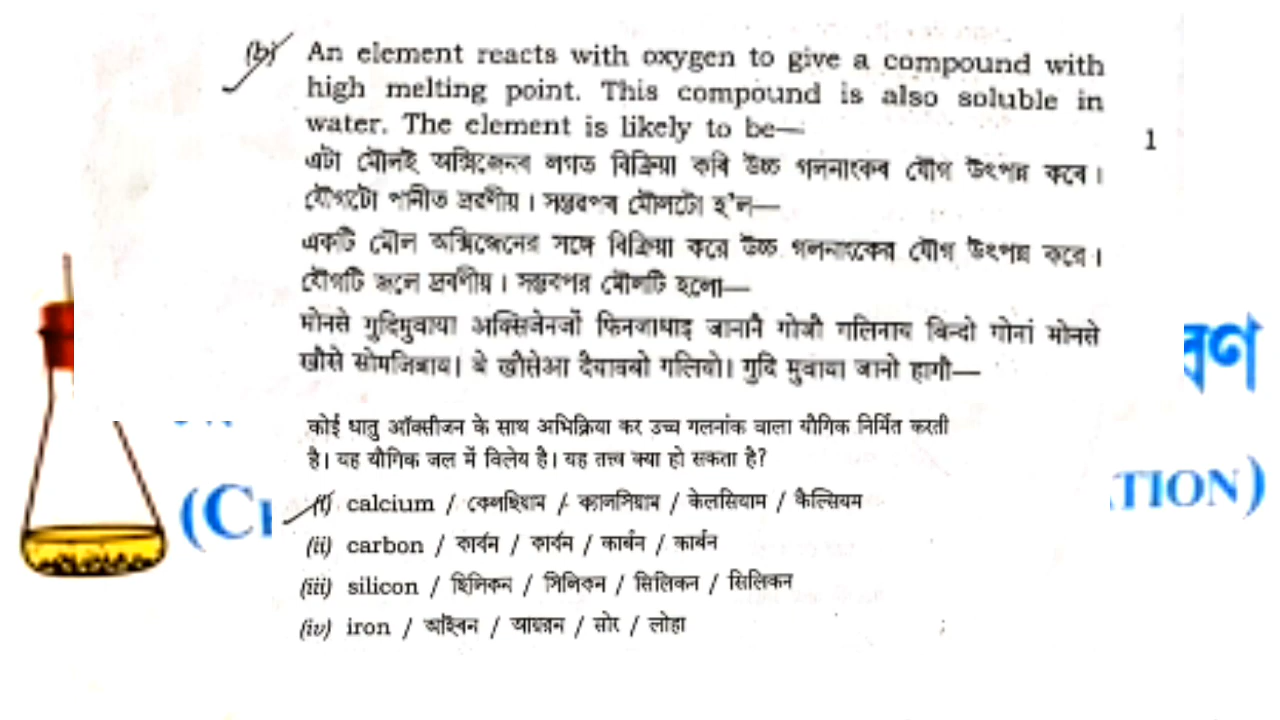 (b) An element reacts with oxygen to give a compound with
high melting point. This compound is also soluble in
water. The element is likely to be— 1
এটা মৌলই অক্সিজেনৰ লগত বিক্ৰিয়া কৰি উচ্চ গলনাংকৰ যৌগ উৎপন্ন কৰে।
যৌগটো পানীত দ্ৰবণীয়। সম্ভৱপৰ মৌলটো হ'ল—
একটি মৌল অক্সিজেনের সঙ্গে বিক্রিয়া করে উচ্চ গলনাংকের যৌগ উৎপন্ন করে।
যৌগটি জলে দ্রবণীয়। সম্ভবপর মৌলটি হলো—
मोनसे गुदिमुवाया अक्सिजेनजों फिनजाथाइ जानानै गोजौ गलिनाय बिन्दो गोनां मोनसे
खौसे सोमजिबाय। बे खौसेआ दैयावबो गलियो। गुदि मुवाया जानो हागौ—
कोई धातु ऑक्सीजन के साथ अभिक्रिया कर उच्च गलनांक वाला यौगिक निर्मित करती
है। यह यौगिक जल में विलेय है। यह तत्त्व क्या हो सकता है?
(i) calcium / কেলছিয়াম / ক্যালসিয়াম / केलसियाम / कैल्सियम
(ii) carbon / কাৰ্বন / কার্বন / कार्बन / कार्बन
(iii) silicon / ছিলিকন / সিলিকন / सिलिकन / सिलिकन
(iv) iron / আইৰন / আয়রন / सोर / लोहा
ৰণ
(C TION)